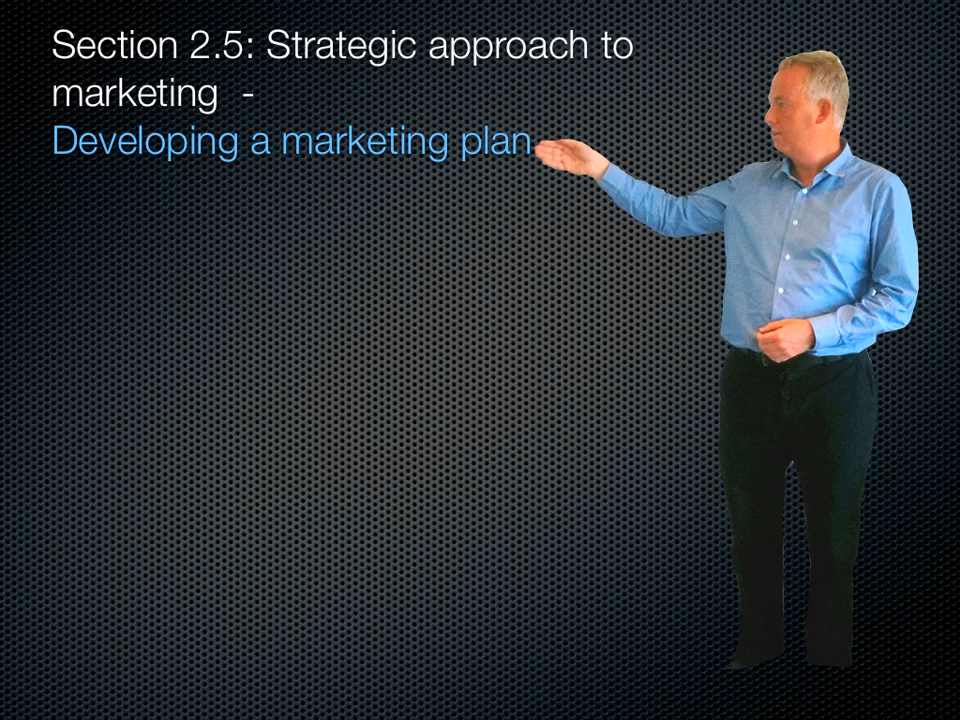 Section 2.5: Strategic approach to
marketing  -
Developing a marketing plan